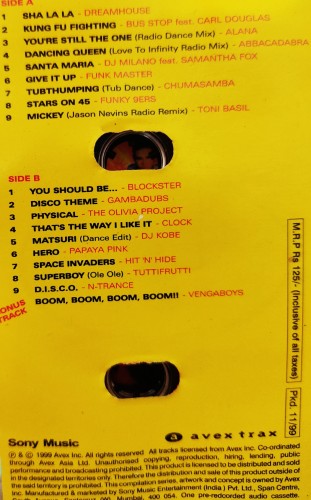 SIDE A
1 SHA LA LA - DREAMHOUSE
2 KUNG FU FIGHTING - BUS STOP feat. CARL DOUGLAS
3 YOU'RE STILL THE ONE (Radio Dance Mix) - ALANA
4 DANCING QUEEN (Love To Infinity Radio Mix) - ABBACADABRA
5 SANTA MARIA - DJ MILANO feat. SAMANTHA FOX
6 GIVE IT UP - FUNK MASTER
7 TUBTHUMPING (Tub Dance) - CHUMASAMBA
8 STARS ON 45 - FUNKY 9ERS
9 MICKEY (Jason Nevins Radio Remix) - TONI BASIL
SIDE B
1 YOU SHOULD BE... - BLOCKSTER
2 DISCO THEME - GAMBADUBS
3 PHYSICAL - THE OLIVIA PROJECT
4 THAT'S THE WAY I LIKE IT - CLOCK
5 MATSURI (Dance Edit) - DJ KOBE
6 HERO - PAPAYA PINK
7 SPACE INVADERS - HIT 'N' HIDE
8 SUPERBOY (Ole Ole) - TUTTIFRUTTI
9 D.I.S.C.O. - N-TRANCE
BONUS TRACK BOOM, BOOM, BOOM, BOOM!! - VENGABOYS
M.R.P Rs 125/- (Inclusive of all taxes)
Pkd. 11/99
Sony Music
avex trax
℗ & © 1999 Avex Inc. All rights reserved. All tracks licensed from Avex Inc. Co-ordinated
through Avex Asia Ltd. Unauthorised copying, reproduction, hiring, lending, public
performance and broadcasting prohibited. This product is licensed to be distributed and sold
in the designated territories only. Therefore the distribution and sale of this product outside of
the said territory is prohibited. This compilation series, artwork and concept is owned by Avex
Inc. Manufactured & marketed by Sony Music Entertainment (India) Pvt. Ltd., Span Centre,
Mumbai 400 054. One pre-recorded audio cassette.